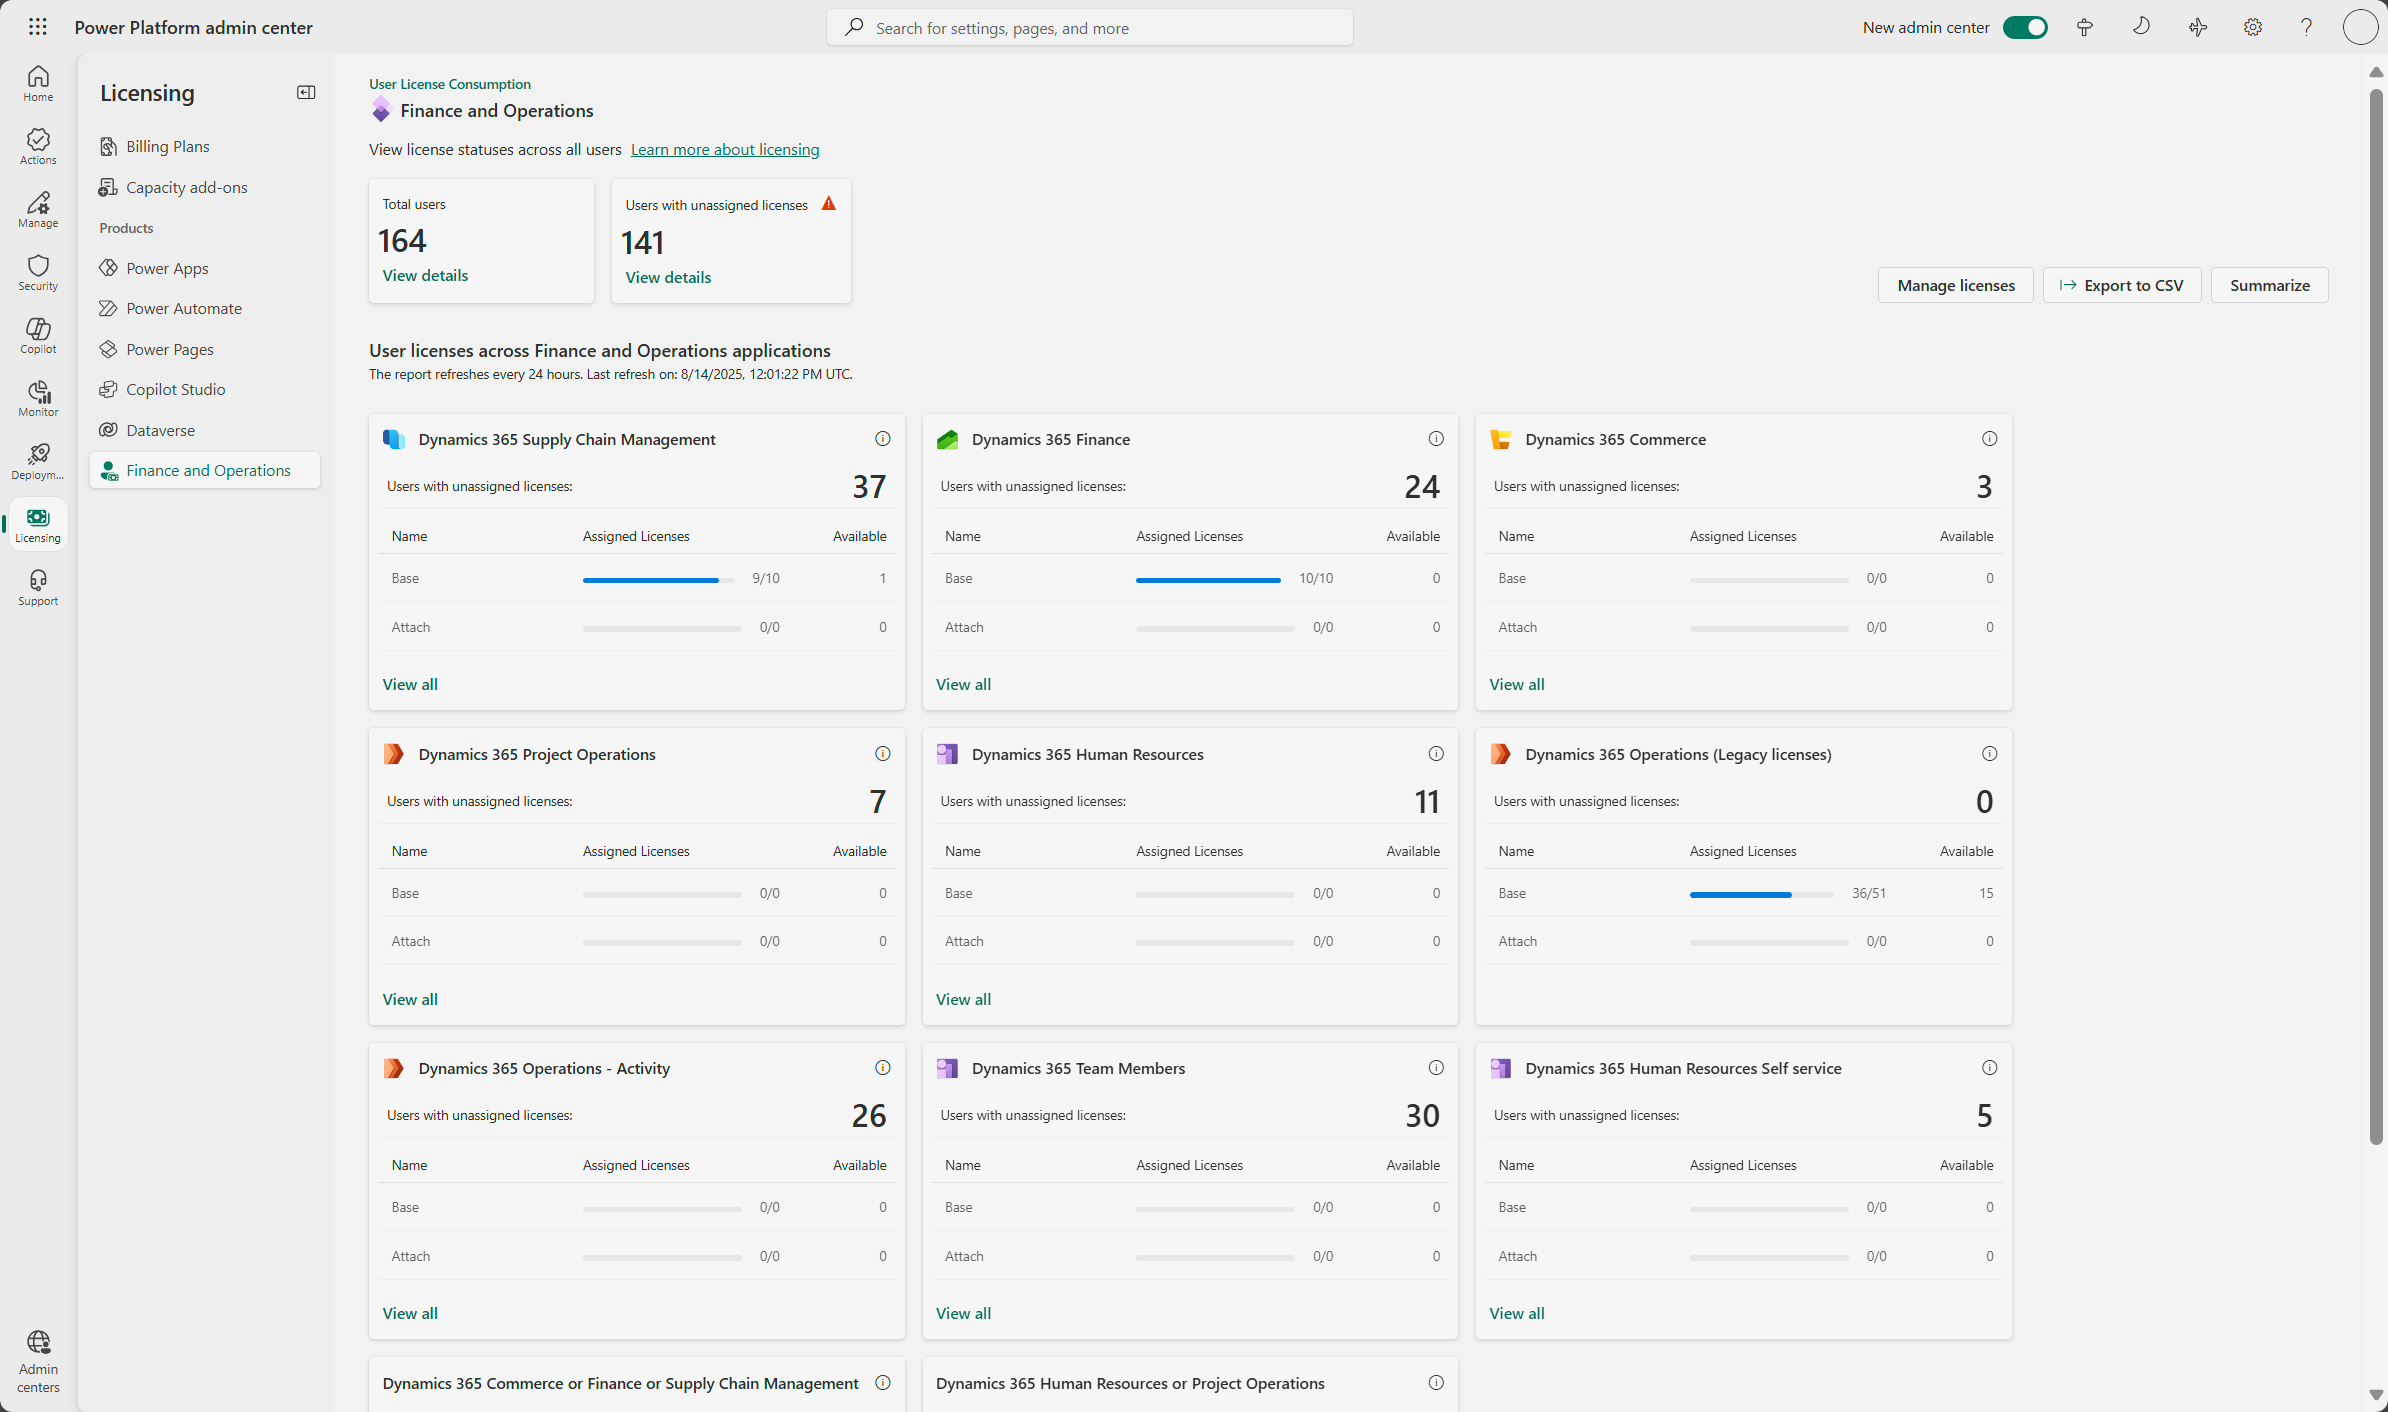 Power Platform admin center
Search for settings, pages, and more
New admin center
Home
Actions
Manage
Security
Copilot
Monitor
Deploym...
Licensing
Support
Admin
centers
Licensing
Billing Plans
Capacity add-ons
Products
Power Apps
Power Automate
Power Pages
Copilot Studio
Dataverse
Finance and Operations
User License Consumption
Finance and Operations
View license statuses across all users Learn more about licensing
Total users
164
View details
Users with unassigned licenses
141
View details
Manage licenses
Export to CSV
Summarize
User licenses across Finance and Operations applications
The report refreshes every 24 hours. Last refresh on: 8/14/2025, 12:01:22 PM UTC.
Dynamics 365 Supply Chain Management
Users with unassigned licenses: 37
Name Assigned Licenses Available
Base 9/10 1
Attach 0/0 0
View all
Dynamics 365 Finance
Users with unassigned licenses: 24
Name Assigned Licenses Available
Base 10/10 0
Attach 0/0 0
View all
Dynamics 365 Commerce
Users with unassigned licenses: 3
Name Assigned Licenses Available
Base 0/0 0
Attach 0/0 0
View all
Dynamics 365 Project Operations
Users with unassigned licenses: 7
Name Assigned Licenses Available
Base 0/0 0
Attach 0/0 0
View all
Dynamics 365 Human Resources
Users with unassigned licenses: 11
Name Assigned Licenses Available
Base 0/0 0
Attach 0/0 0
View all
Dynamics 365 Operations (Legacy licenses)
Users with unassigned licenses: 0
Name Assigned Licenses Available
Base 36/51 15
Attach 0/0 0
Dynamics 365 Operations - Activity
Users with unassigned licenses: 26
Name Assigned Licenses Available
Base 0/0 0
Attach 0/0 0
View all
Dynamics 365 Team Members
Users with unassigned licenses: 30
Name Assigned Licenses Available
Base 0/0 0
Attach 0/0 0
View all
Dynamics 365 Human Resources Self service
Users with unassigned licenses: 5
Name Assigned Licenses Available
Base 0/0 0
Attach 0/0 0
View all
Dynamics 365 Commerce or Finance or Supply Chain Management
Dynamics 365 Human Resources or Project Operations